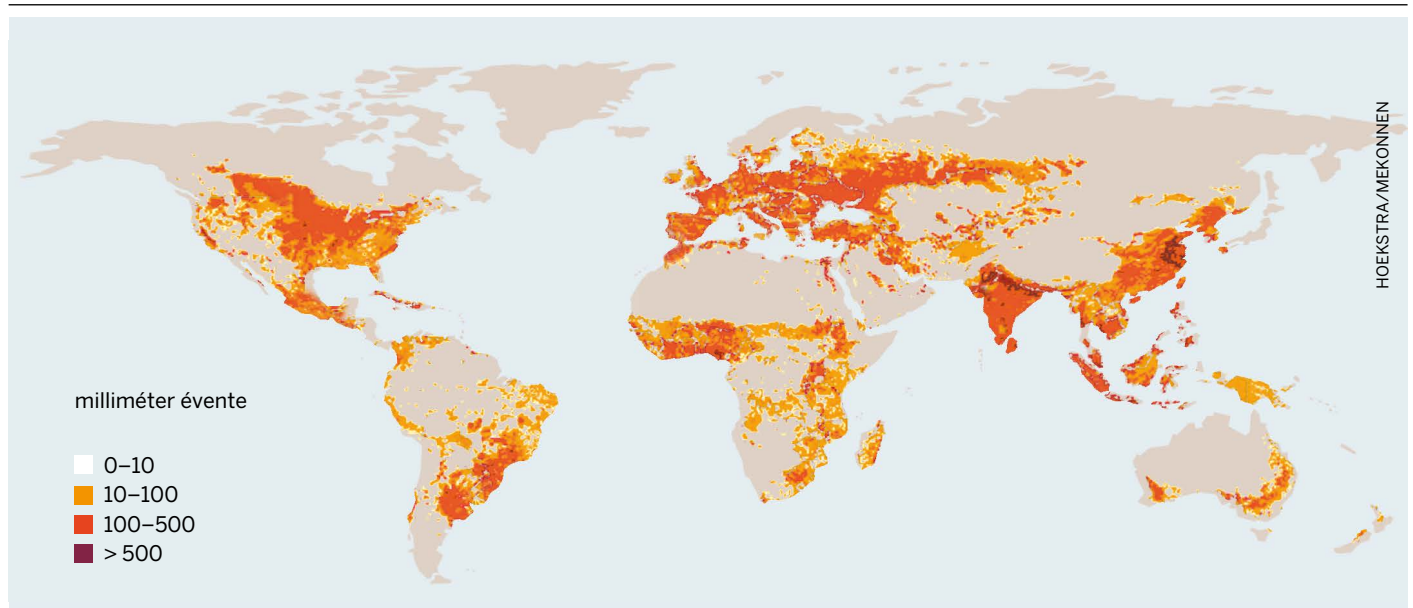 HOEKSTRA/MEKONNEN
milliméter évente
0–10
10–100
100–500
> 500